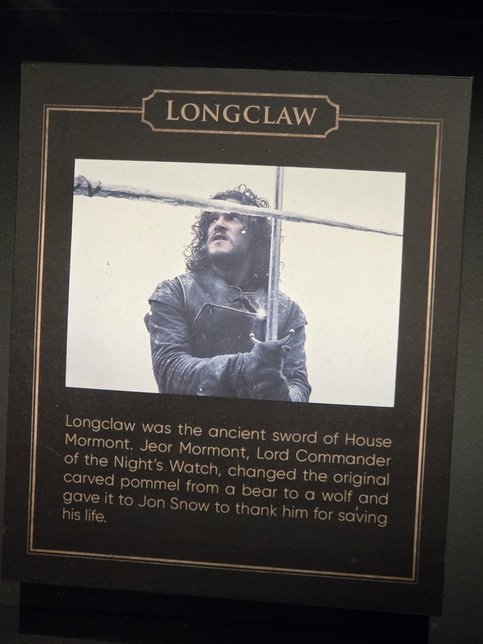 LONGCLAW
Longclaw was the ancient sword of House
Mormont. Jeor Mormont, Lord Commander
of the Night's Watch, changed the original
carved pommel from a bear to a wolf and
gave it to Jon Snow to thank him for saving
his life.